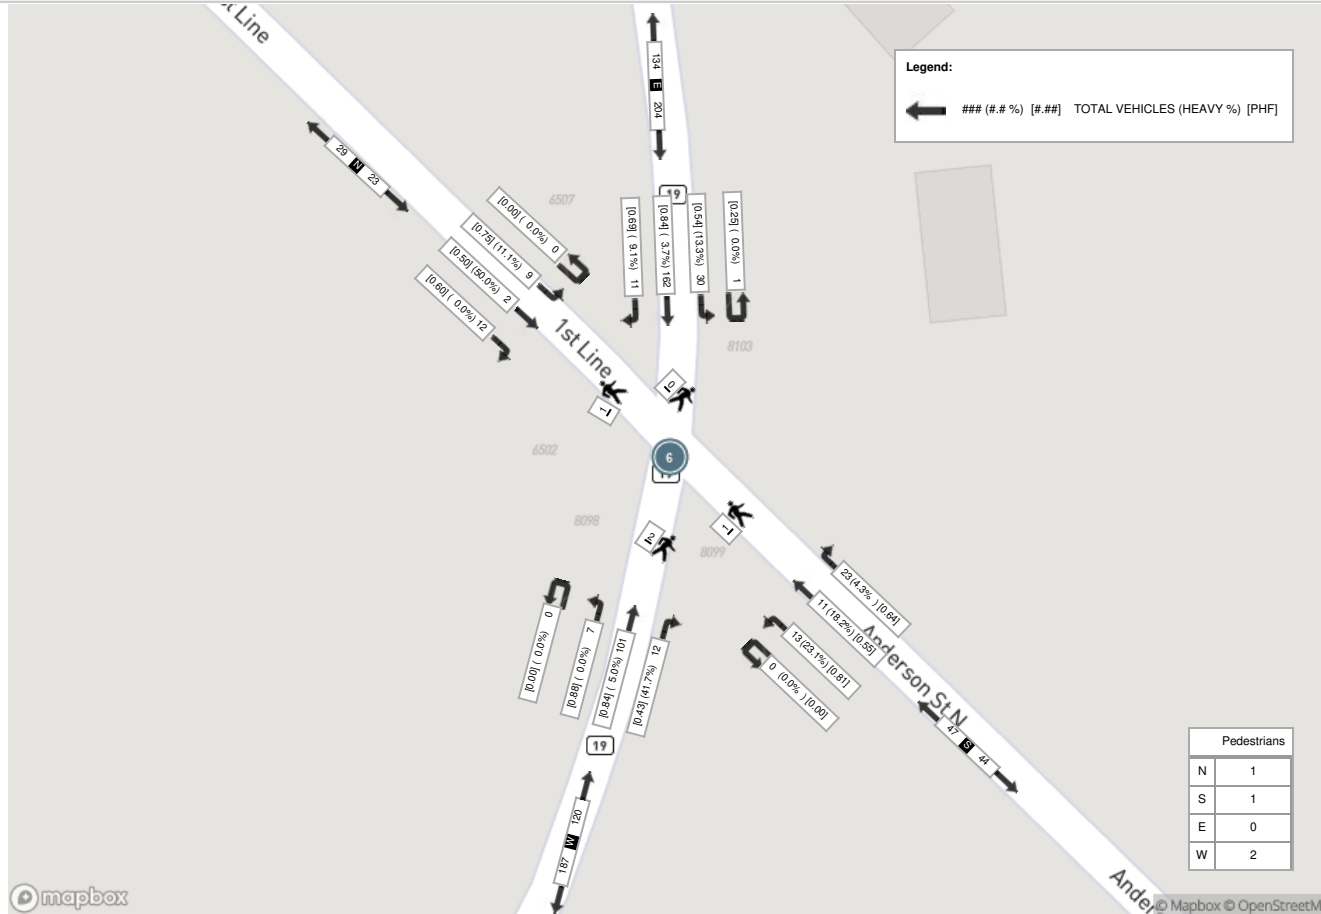 st Line
134 E 204
Legend:
### (#.# %) [#.##] TOTAL VEHICLES (HEAVY %) [PHF]
29 N 23
19
6507
[0.00] ( 0.0%) 0
[0.75] (11.1%) 9
[0.50] (50.0%) 2
[0.60] ( 0.0%) 12
[0.69] ( 9.1%) 11
[0.84] ( 3.7%) 162
[0.54] (13.3%) 30
[0.25] ( 0.0%) 1
1st Line
8103
0
1
6
6502
8098
2
1
8099
[0.00] ( 0.0%) 0
[0.88] ( 0.0%) 7
[0.84] ( 5.0%) 101
[0.43] (41.7%) 12
23 (4.3% ) [0.64]
11 (18.2%) [0.55]
13 (23.1%) [0.81]
0 (0.0% ) [0.00]
Anderson St N
47 S 44
19
187 W 120
Pedestrians
N 1
S 1
E 0
W 2
Ande
mapbox
© Mapbox © OpenStreetM